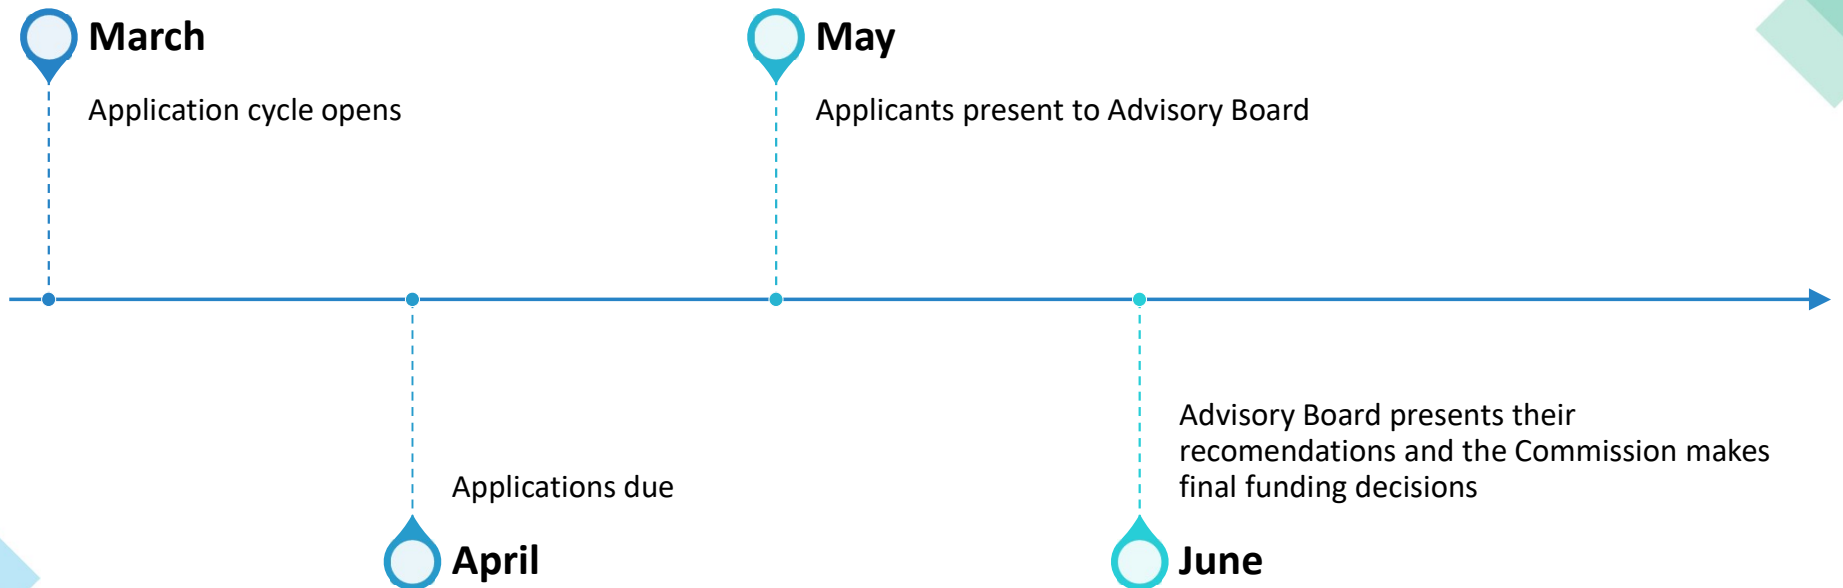 March
Application cycle opens
May
Applicants present to Advisory Board
Applications due
April
Advisory Board presents their
recomendations and the Commission makes
final funding decisions
June